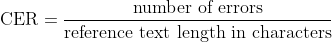 CER = number of errors / reference text length in characters